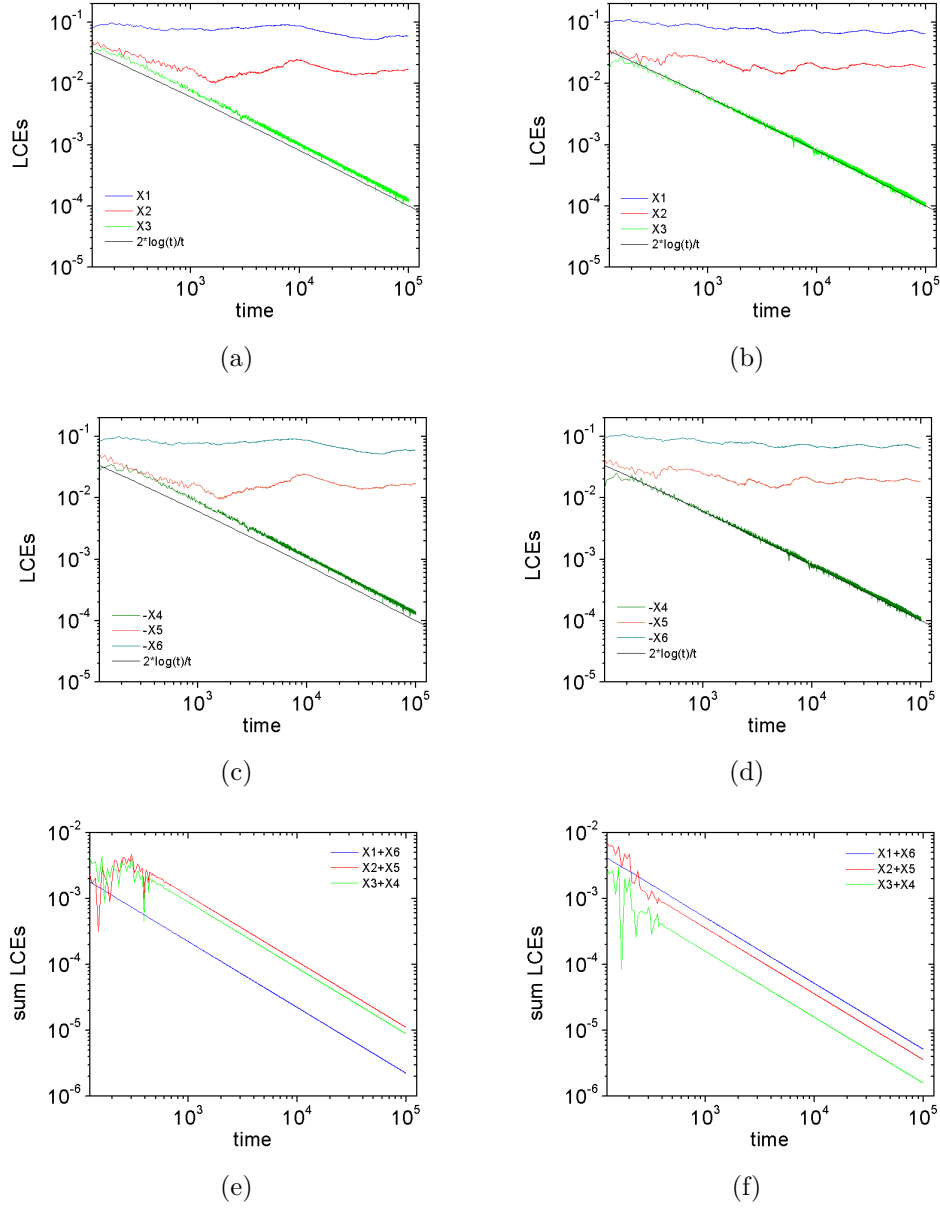 10^-1
10^-2
10^-3
10^-4
10^-5
LCEs
X1
X2
X3
2*log(t)/t
10^3
10^4
10^5
time
(a)
10^-1
10^-2
10^-3
10^-4
10^-5
LCEs
X1
X2
X3
2*log(t)/t
10^3
10^4
10^5
time
(b)
10^-1
10^-2
10^-3
10^-4
10^-5
LCEs
-X4
-X5
-X6
2*log(t)/t
10^3
10^4
10^5
time
(c)
10^-1
10^-2
10^-3
10^-4
10^-5
LCEs
-X4
-X5
-X6
2*log(t)/t
10^3
10^4
10^5
time
(d)
10^-2
10^-3
10^-4
10^-5
10^-6
sum LCEs
X1+X6
X2+X5
X3+X4
10^3
10^4
10^5
time
(e)
10^-2
10^-3
10^-4
10^-5
10^-6
sum LCEs
X1+X6
X2+X5
X3+X4
10^3
10^4
10^5
time
(f)